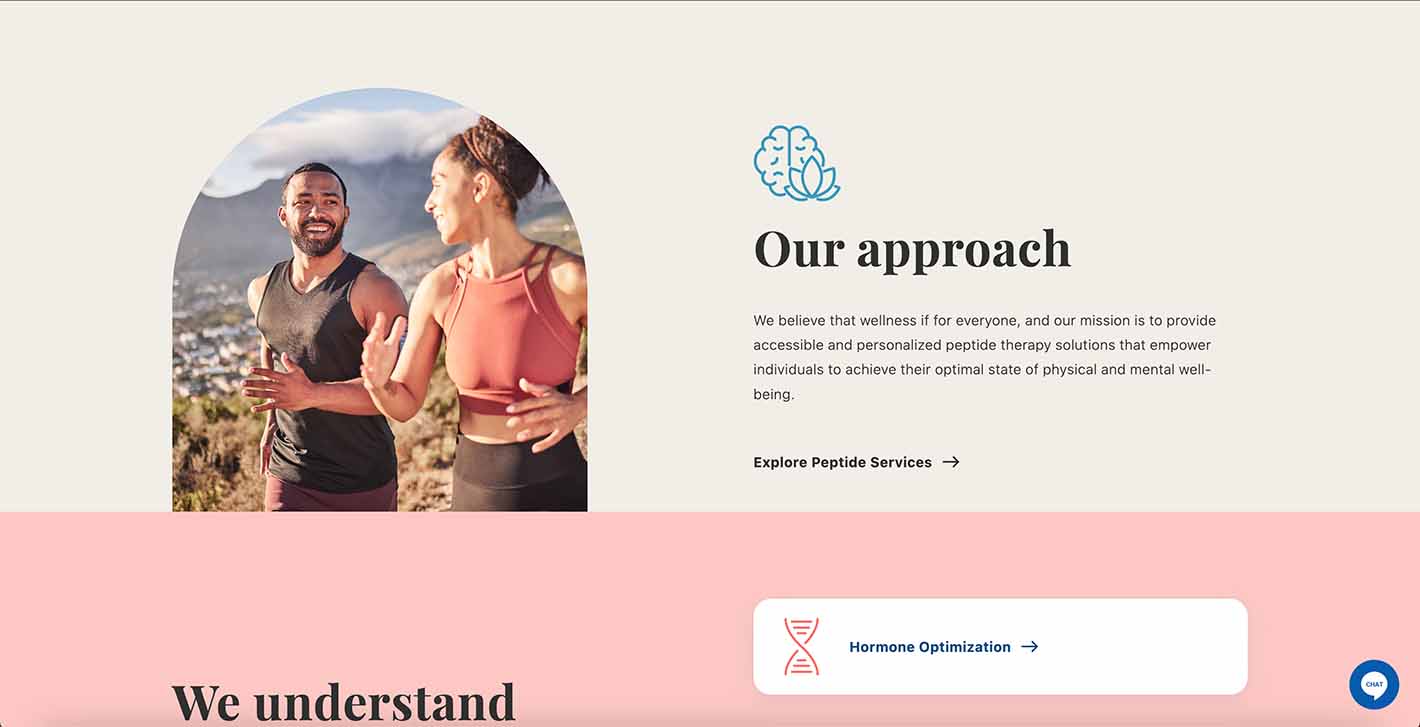 Our approach
We believe that wellness if for everyone, and our mission is to provide
accessible and personalized peptide therapy solutions that empower
individuals to achieve their optimal state of physical and mental well-
being.
Explore Peptide Services
Hormone Optimization
We understand
CHAT